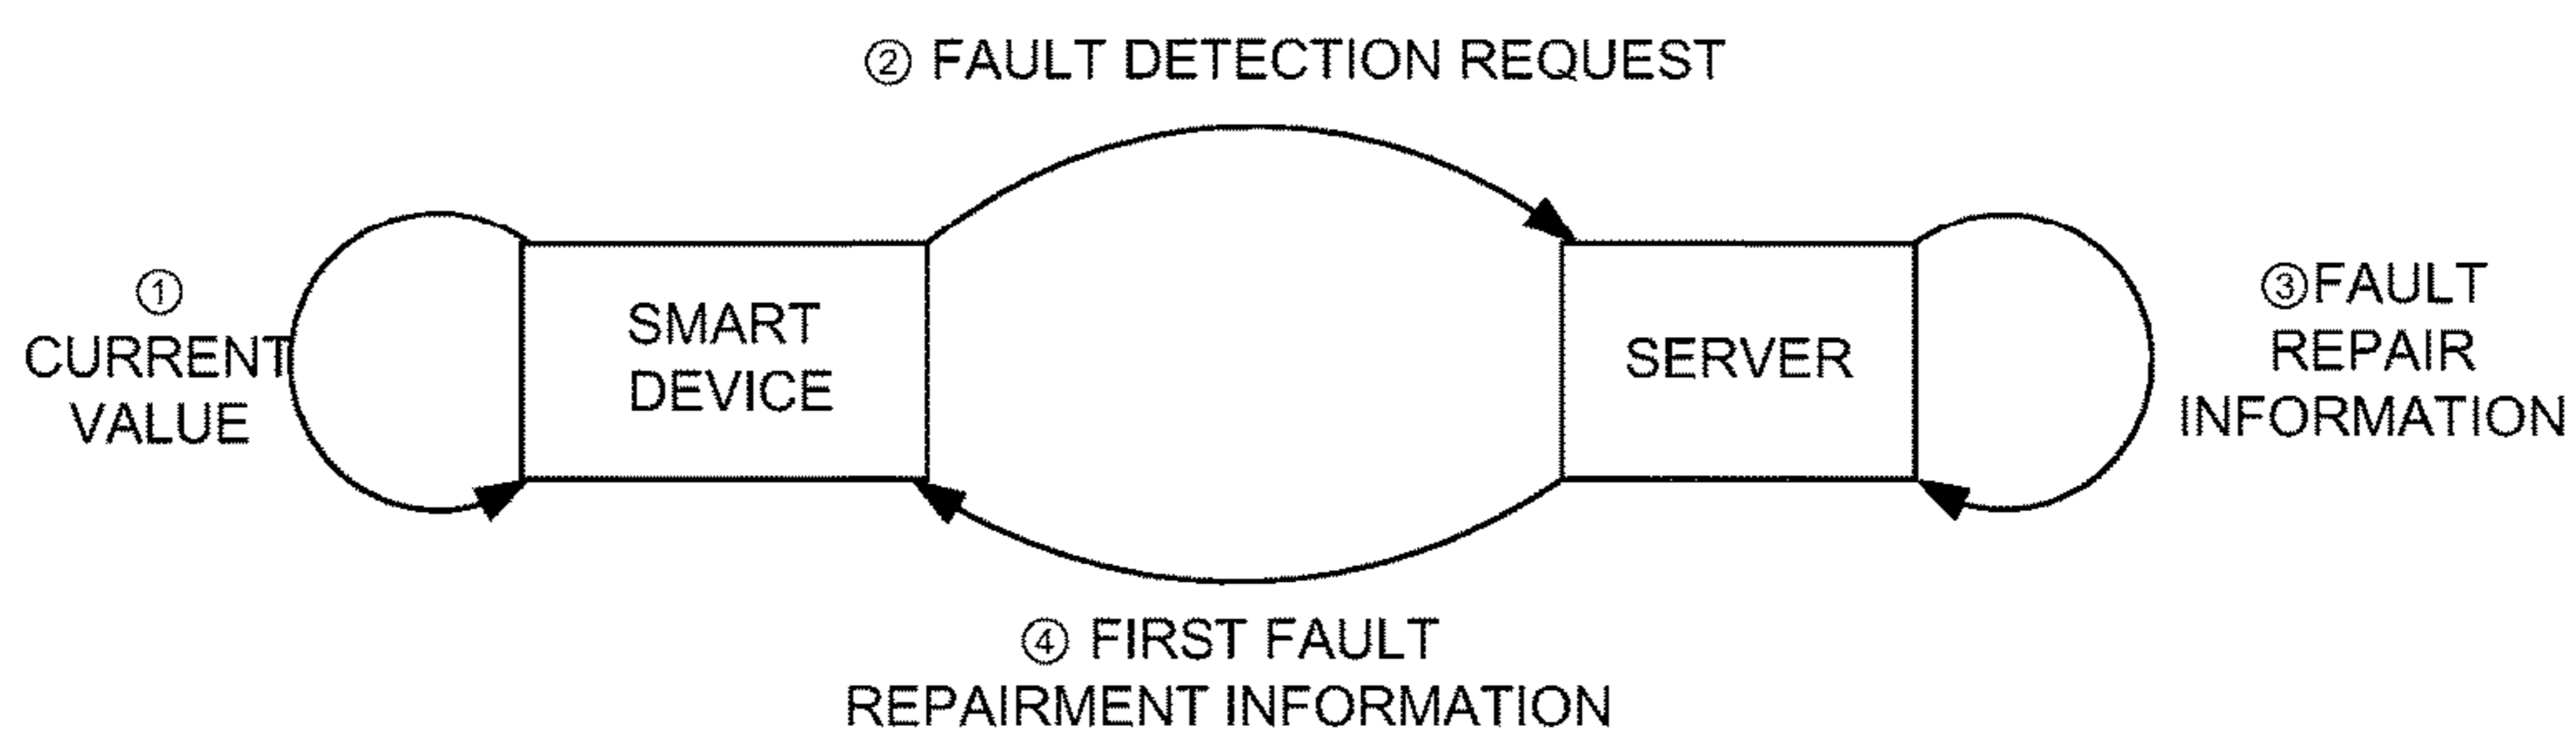 ② FAULT DETECTION REQUEST
①
CURRENT
VALUE
SMART
DEVICE
SERVER
③FAULT
REPAIR
INFORMATION
④ FIRST FAULT
REPAIRMENT INFORMATION